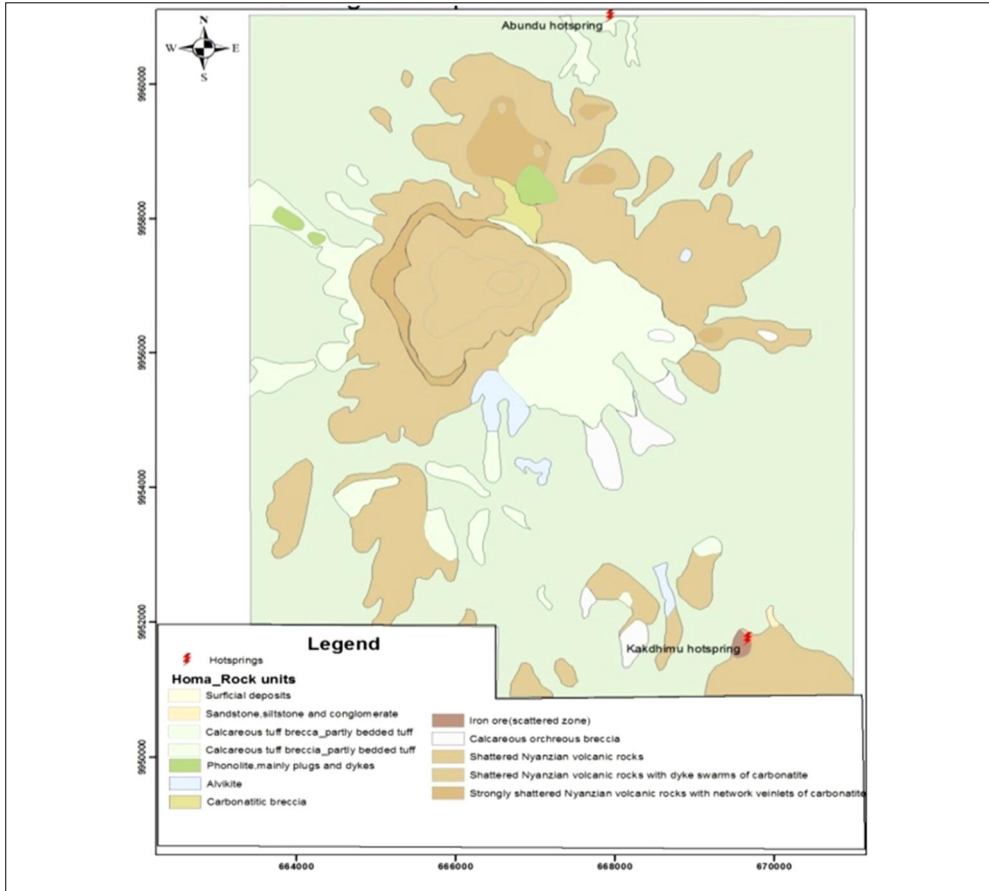 Abundu hotspring
N
W
E
S
9960000
9958000
9956000
9954000
9952000
9950000
Kakdhimu hotspring
Legend
Hotsprings
Homa_Rock units
Surficial deposits
Sandstone,siltstone and conglomerate
Calcareous tuff brecca_partly bedded tuff
Calcareous tuff breccia_partly bedded tuff
Phonolite,mainly plugs and dykes
Alvikite
Carbonatitic breccia
Iron ore(scattered zone)
Calcareous orchreous breccia
Shattered Nyanzian volcanic rocks
Shattered Nyanzian volcanic rocks with dyke swarms of carbonatite
Strongly shattered Nyanzian volcanic rocks with network veinlets of carbonatite
664000
666000
668000
670000